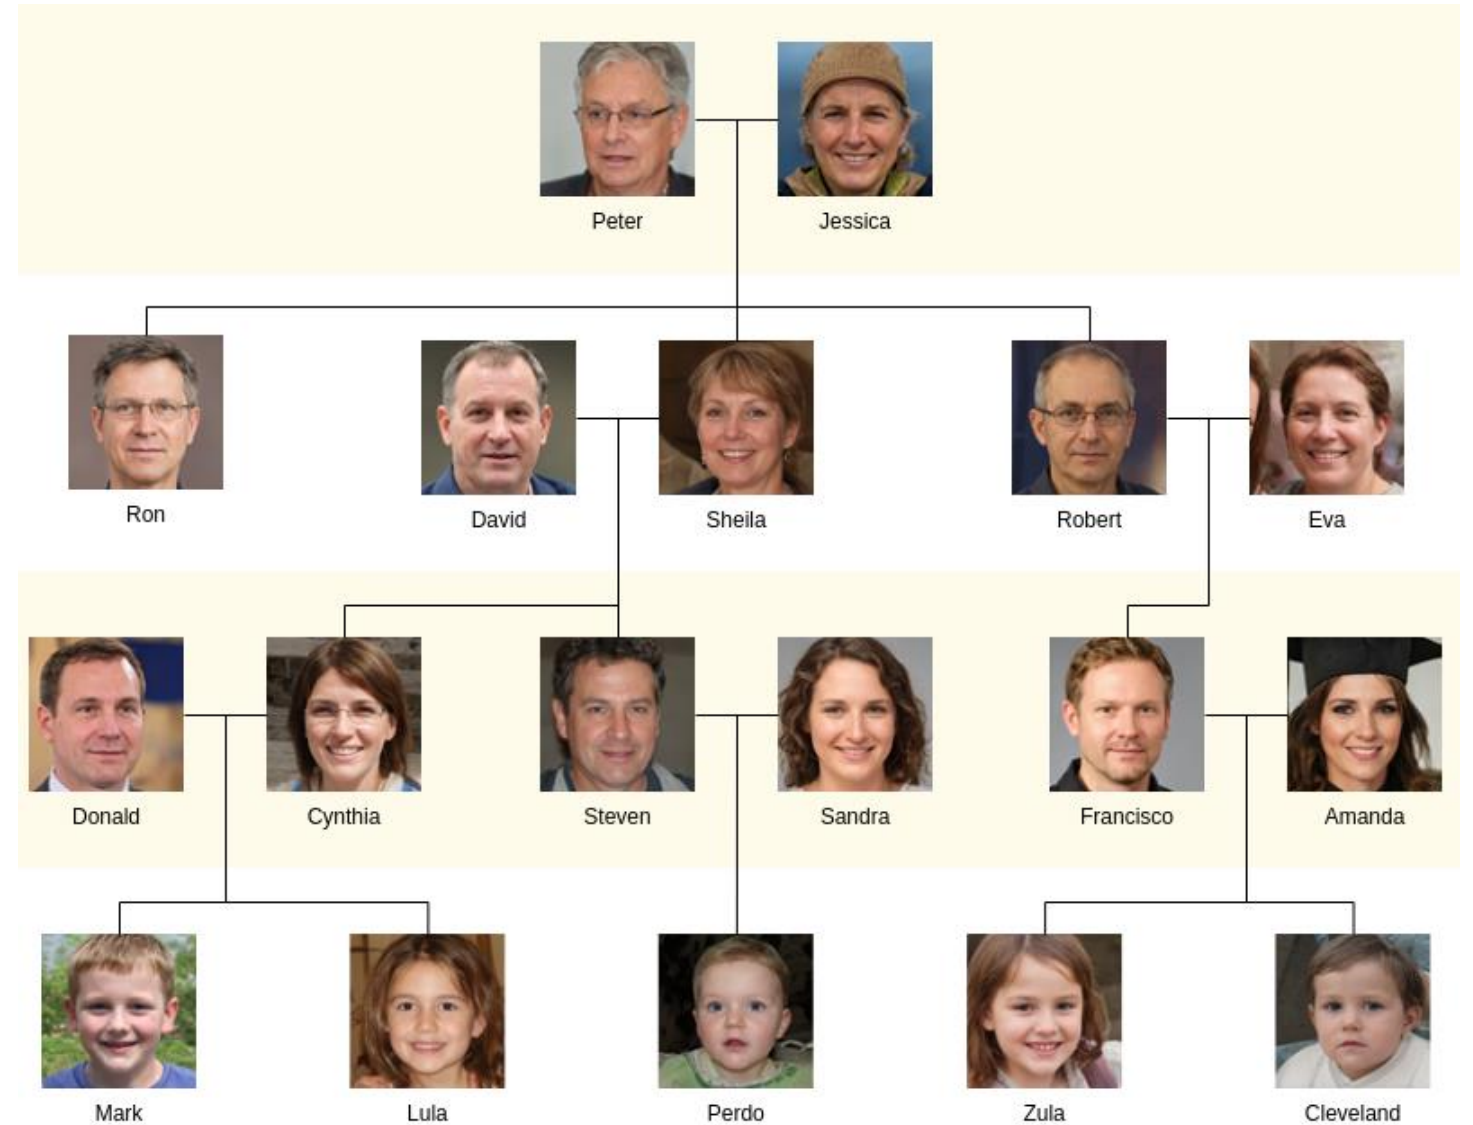 Peter
Jessica
Ron
David
Sheila
Robert
Eva
Donald
Cynthia
Steven
Sandra
Francisco
Amanda
Mark
Lula
Perdo
Zula
Cleveland